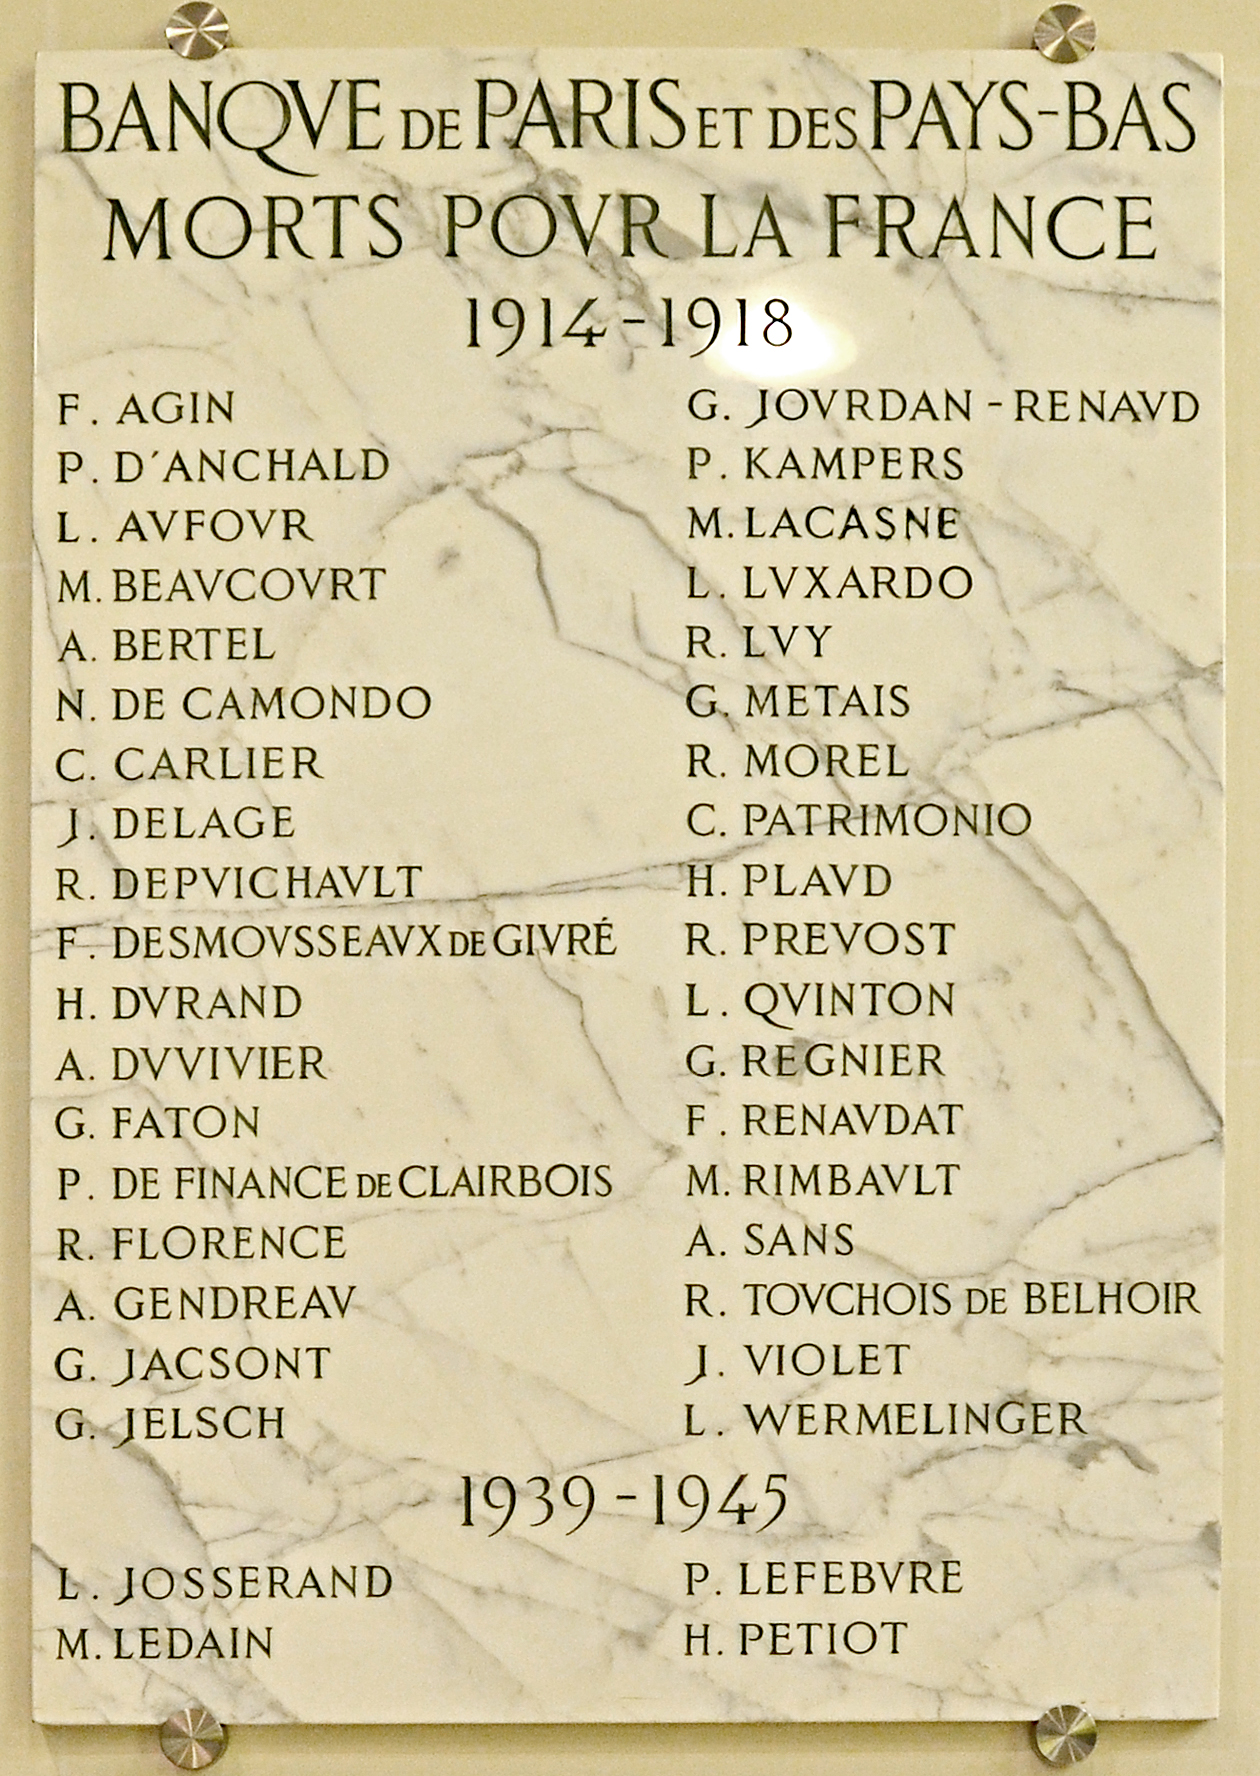 BANQVE DE PARIS ET DES PAYS-BAS
MORTS POVR LA FRANCE
1914-1918
F. AGIN
P. D'ANCHALD
L. AVFOVR
M. BEAVCOVRT
A. BERTEL
N. DE CAMONDO
C. CARLIER
J. DELAGE
R. DEPVICHAVLT
F. DESMOVSSEAVX DE GIVRÉ
H. DVRAND
A. DVVIVIER
G. FATON
P. DE FINANCE DE CLAIRBOIS
R. FLORENCE
A. GENDREAV
G. JACSONT
G. JELSCH
G. JOVRDAN-RENAVD
P. KAMPERS
M. LACASNE
L. LVXARDO
R. LVY
G. METAIS
R. MOREL
C. PATRIMONIO
H. PLAVD
R. PREVOST
L. QVINTON
G. REGNIER
F. RENAVDAT
M. RIMBAVLT
A. SANS
R. TOVCHOIS DE BELHOIR
J. VIOLET
L. WERMELINGER
1939-1945
L. JOSSERAND
M. LEDAIN
P. LEFEBVRE
H. PETIOT